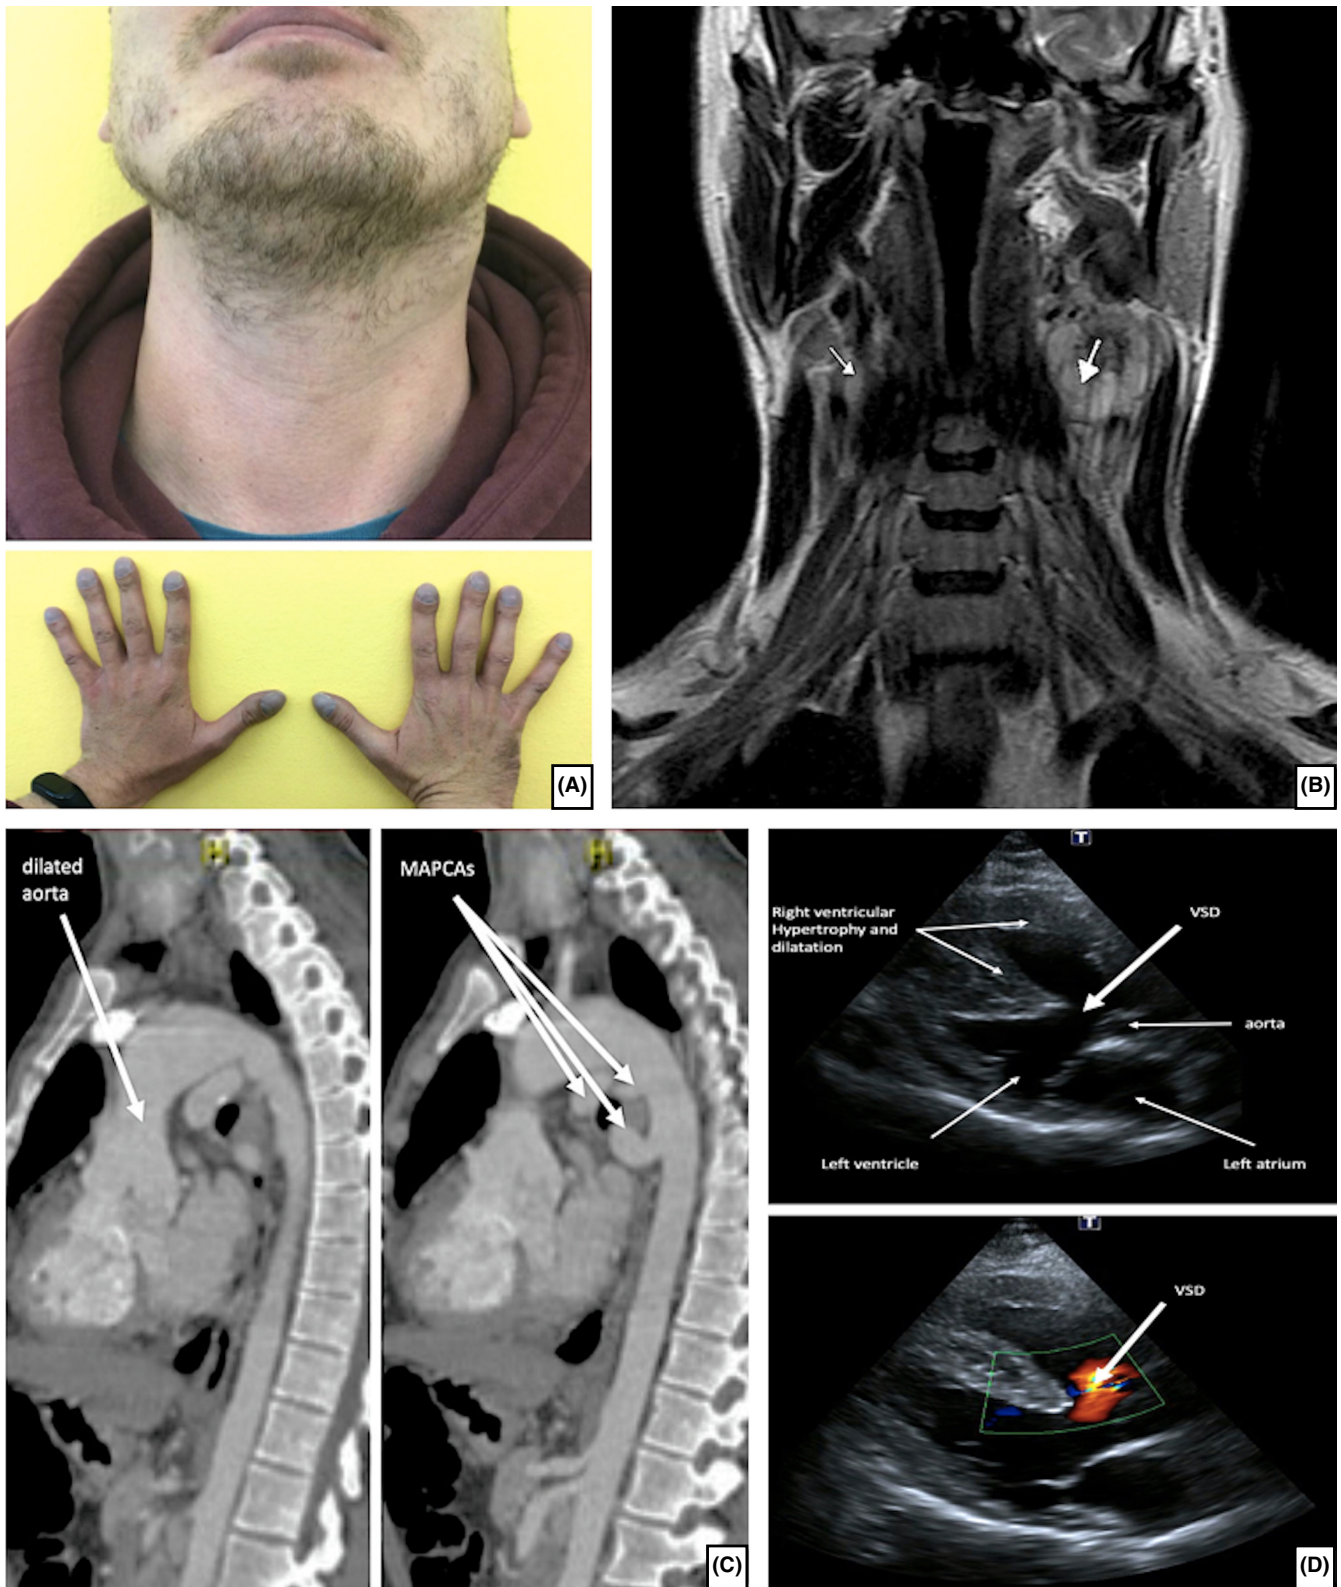 (A)
(B)
dilated
aorta
H
MAPCAs
H
(C)
T
Right ventricular
Hypertrophy and
dilatation
VSD
aorta
Left ventricle
Left atrium
T
VSD
(D)